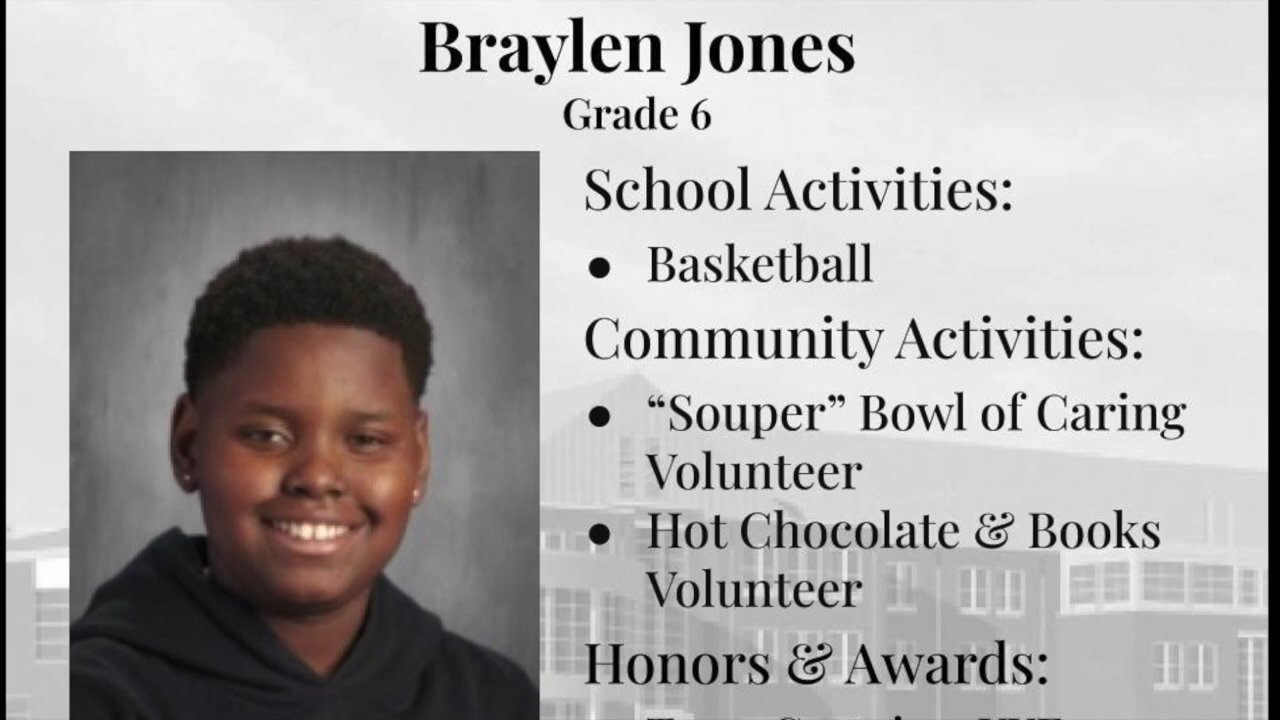 Braylen Jones
Grade 6
School Activities:
● Basketball
Community Activities:
● “Souper” Bowl of Caring
Volunteer
● Hot Chocolate & Books
Volunteer
Honors & Awards: